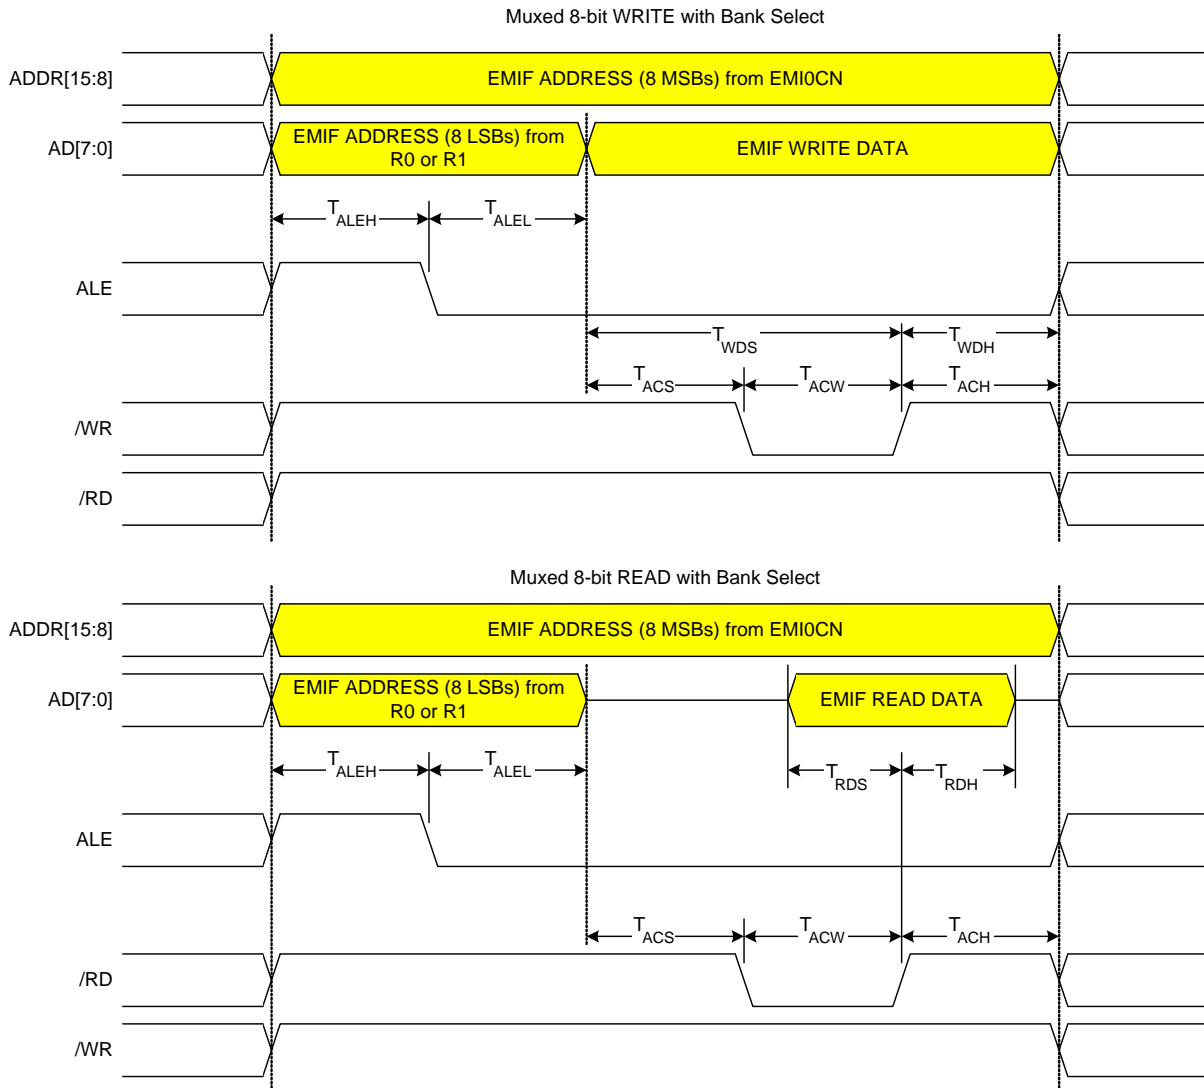 Muxed 8-bit WRITE with Bank Select
ADDR[15:8]
EMIF ADDRESS (8 MSBs) from EMI0CN
AD[7:0]
EMIF ADDRESS (8 LSBs) from
R0 or R1
EMIF WRITE DATA
TALEH
TALEL
ALE
TWDS
TWDH
TACS
TACW
TACH
/WR
/RD
Muxed 8-bit READ with Bank Select
ADDR[15:8]
EMIF ADDRESS (8 MSBs) from EMI0CN
AD[7:0]
EMIF ADDRESS (8 LSBs) from
R0 or R1
EMIF READ DATA
TALEH
TALEL
TRDS
TRDH
ALE
TACS
TACW
TACH
/RD
/WR